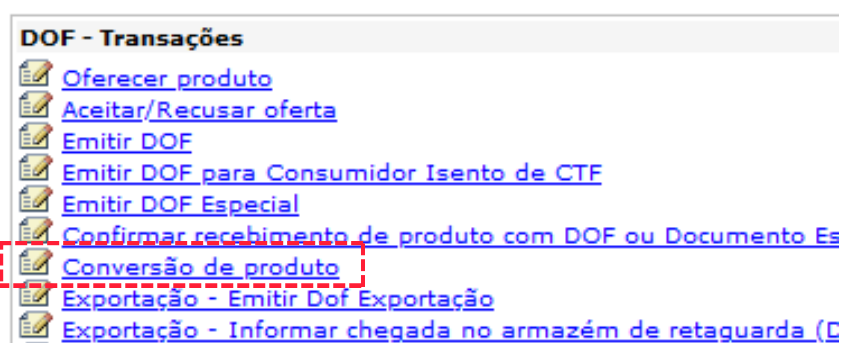 DOF - Transações
Oferecer produto
Aceitar/Recusar oferta
Emitir DOF
Emitir DOF para Consumidor Isento de CTF
Emitir DOF Especial
Confirmar recebimento de produto com DOF ou Documento Es
Conversão de produto
Exportação - Emitir Dof Exportação
Exportação - Informar chegada no armazém de retaguarda (D